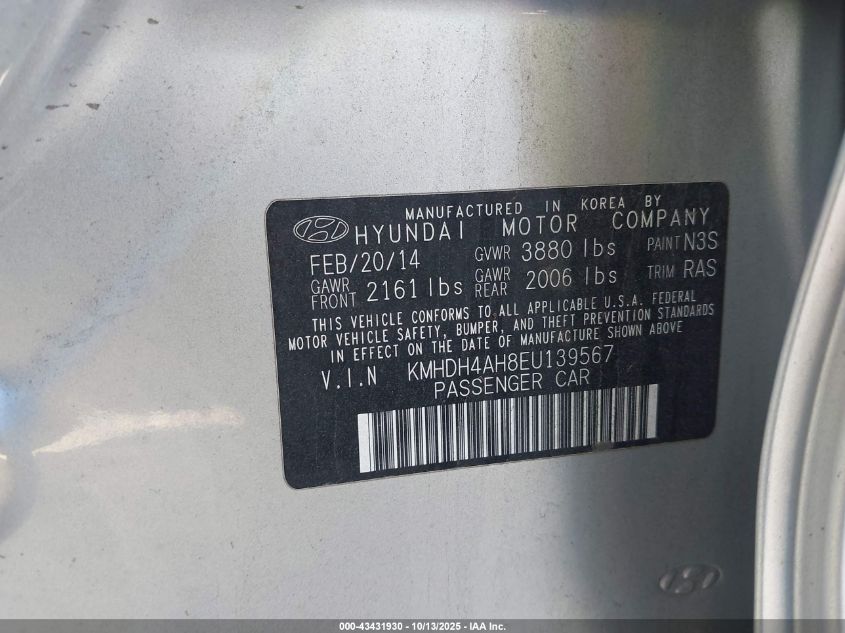 MANUFACTURED IN KOREA BY
HYUNDAI MOTOR COMPANY
FEB/20/14 GVWR 3880 lbs PAINT N3S
GAWR FRONT 2161 lbs GAWR REAR 2006 lbs TRIM RAS
THIS VEHICLE CONFORMS TO ALL APPLICABLE U.S.A. FEDERAL
MOTOR VEHICLE SAFETY, BUMPER, AND THEFT PREVENTION STANDARDS
IN EFFECT ON THE DATE OF MANUFACTURE SHOWN ABOVE
V.I.N KMHDH4AH8EU139567
PASSENGER CAR
000-43431930 - 10/13/2025 - IAA Inc.